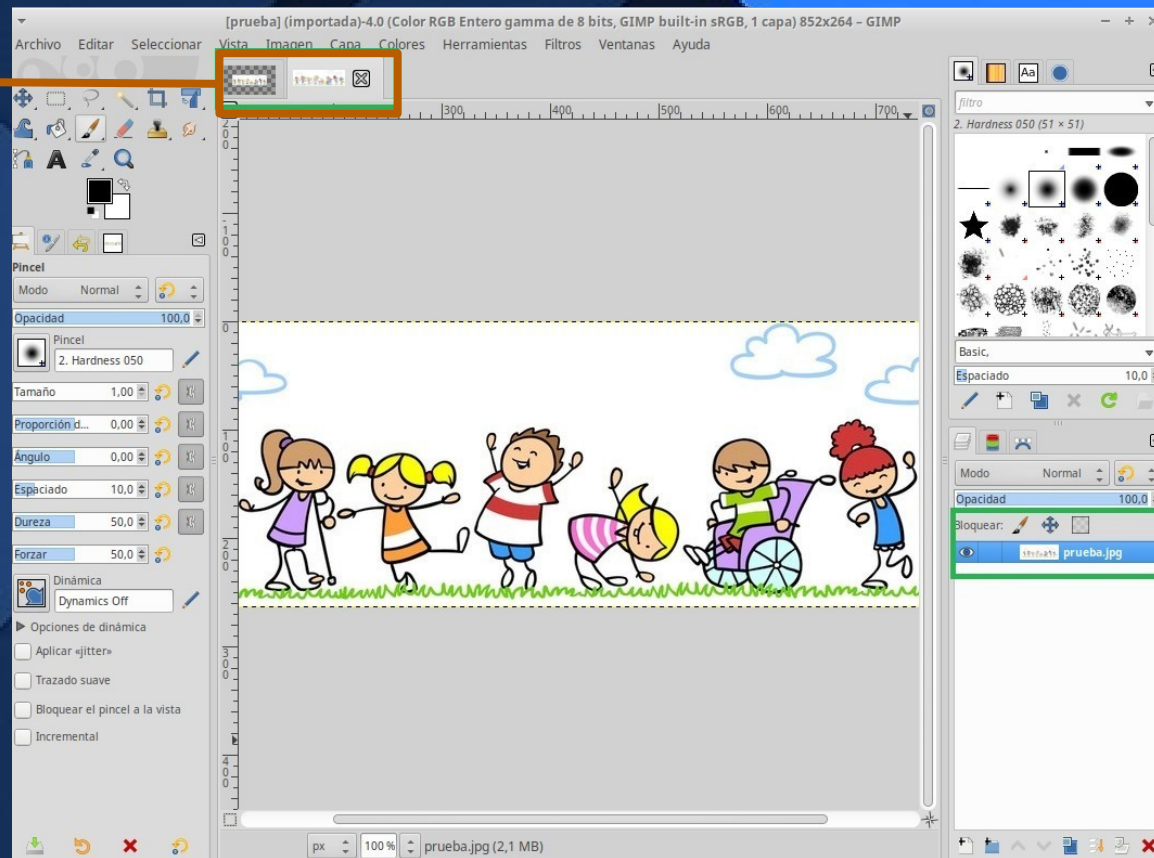 [prueba] (importada)-4.0 (Color RGB Entero gamma de 8 bits, GIMP built-in sRGB, 1 capa) 852x264 – GIMP
Archivo Editar Seleccionar Vista Imagen Capa Colores Herramientas Filtros Ventanas Ayuda
300 400 500 600 700
filtro
2. Hardness 050 (51 × 51)
Pincel
Modo Normal
Opacidad 100,0
Pincel
2. Hardness 050
Tamaño 1,00
Proporción d... 0,00
Ángulo 0,00
Espaciado 10,0
Dureza 50,0
Forzar 50,0
Dinámica
Dynamics Off
Opciones de dinámica
Aplicar «jitter»
Trazado suave
Bloquear el pincel a la vista
Incremental
Basic,
Espaciado 10,0
Modo Normal
Opacidad 100,0
Bloquear:
prueba.jpg
px 100 % prueba.jpg (2,1 MB)